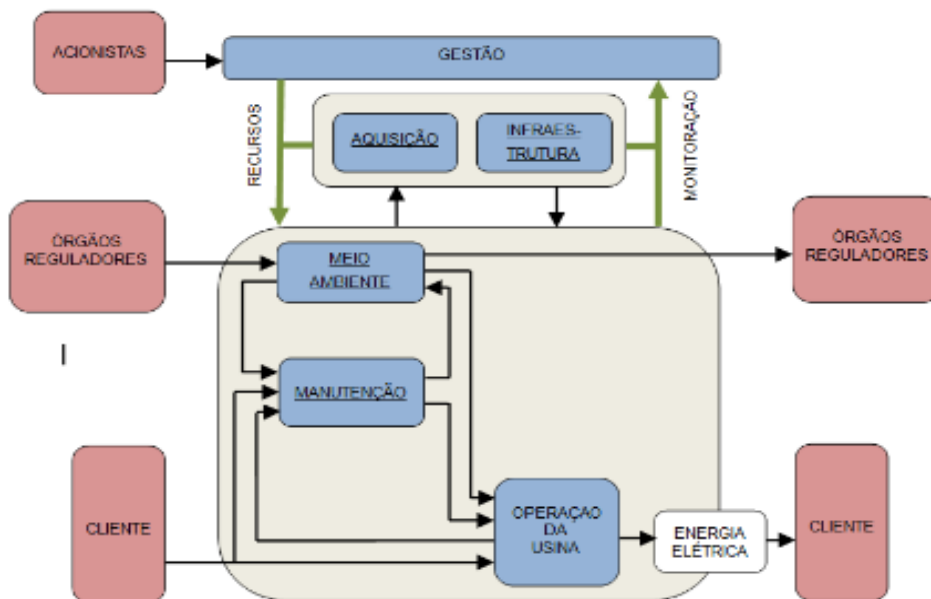 ACIONISTAS
GESTÃO
RECURSOS
AQUISIÇÃO
INFRAES-
TRUTURA
MONITORAÇÃO
ÓRGÃOS
REGULADORES
MEIO
AMBIENTE
ÓRGÃOS
REGULADORES
MANUTENÇÃO
CLIENTE
OPERAÇAO
DA
USINA
ENERGIA
ELÉTRICA
CLIENTE